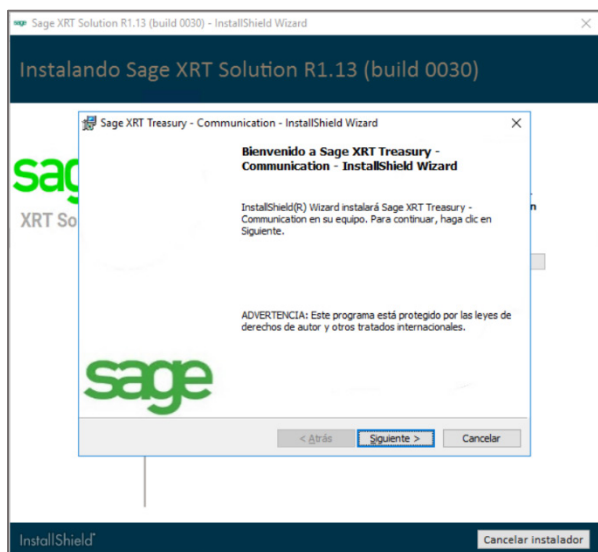 Sage XRT Solution R1.13 (build 0030) - InstallShield Wizard
Instalando Sage XRT Solution R1.13 (build 0030)
Sage XRT Treasury - Communication - InstallShield Wizard
Bienvenido a Sage XRT Treasury -
Communication - InstallShield Wizard
sage
XRT So
n
InstallShield(R) Wizard instalará Sage XRT Treasury -
Communication en su equipo. Para continuar, haga clic en
Siguiente.
ADVERTENCIA: Este programa está protegido por las leyes de
derechos de autor y otros tratados internacionales.
sage
< Atrás
Siguiente >
Cancelar
InstallShield
Cancelar instalador